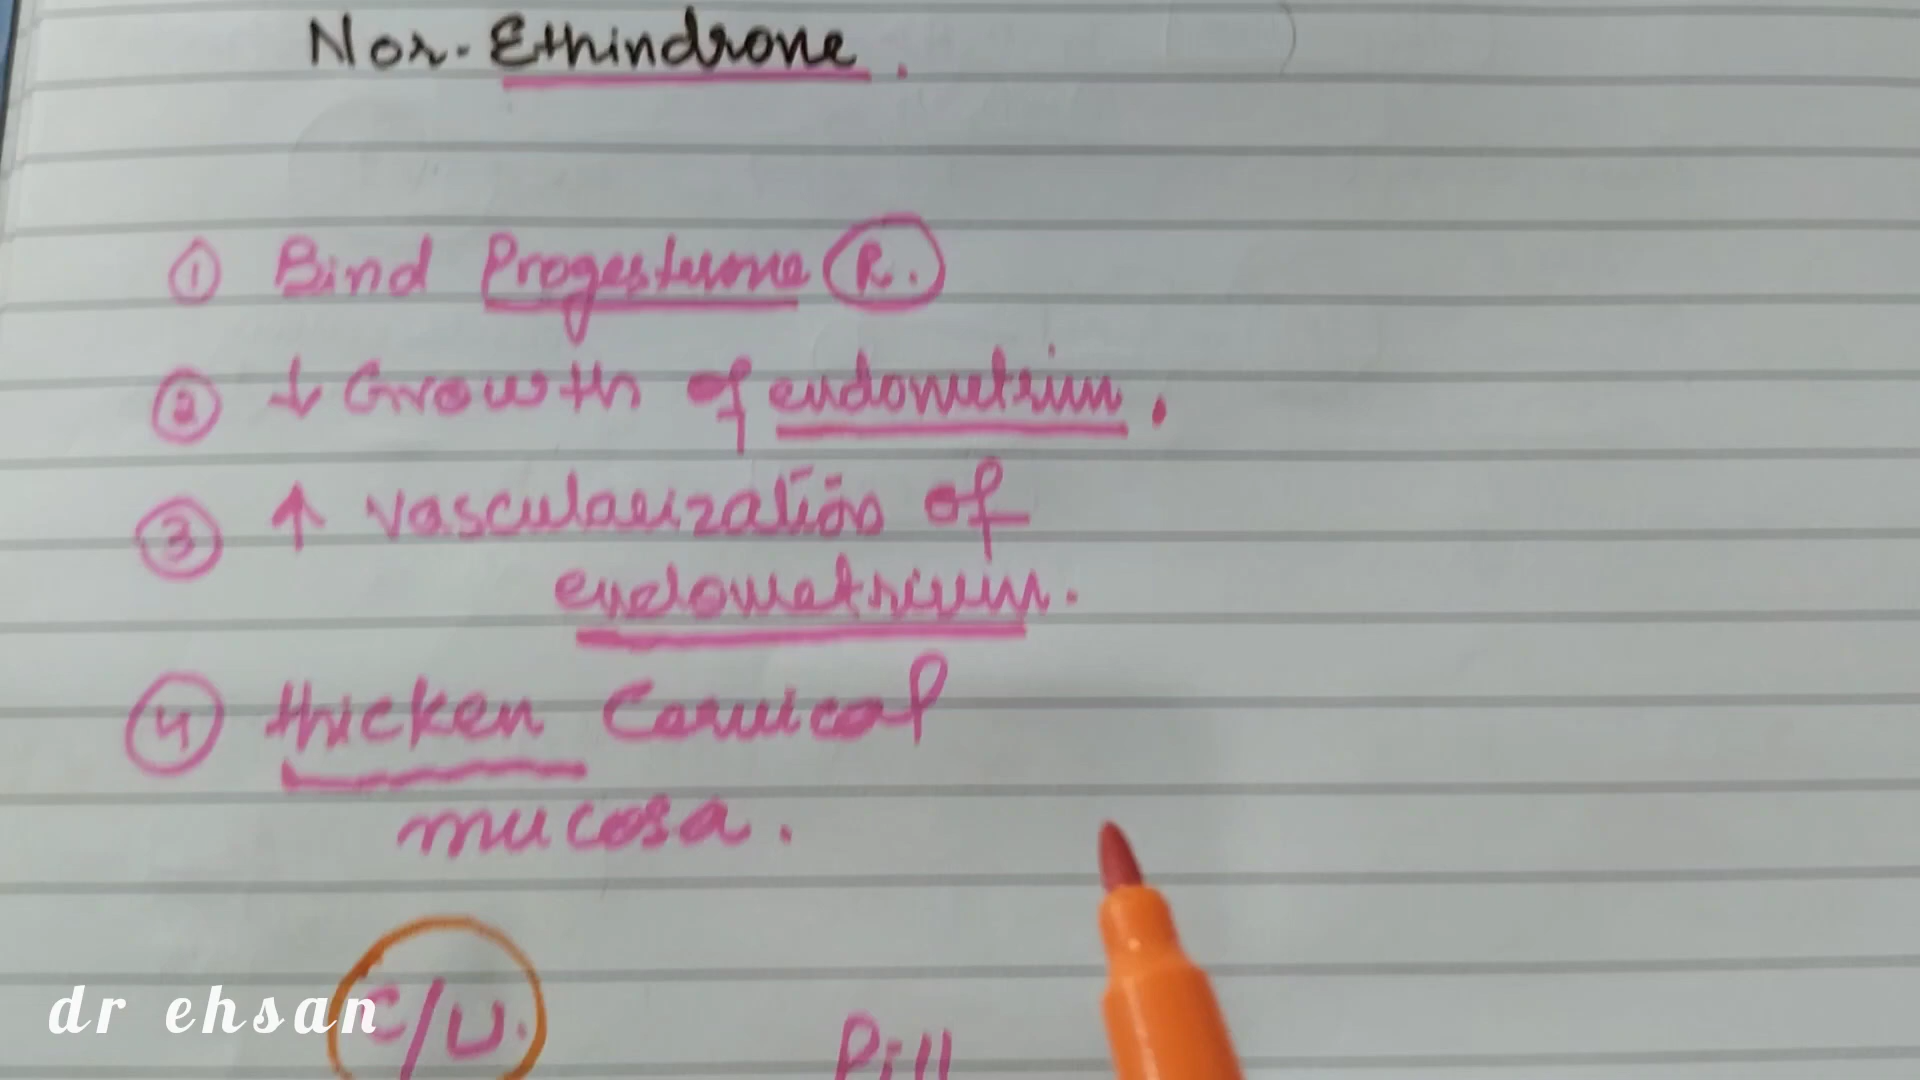 Nor-Ethindrone.
① Bind Progesterone R.
② ↓ Growth of endometrium.
③ ↑ vascularization of
endometrium.
④ thicken Cervical
mucosa.
C/U.
Pill
dr ehsan